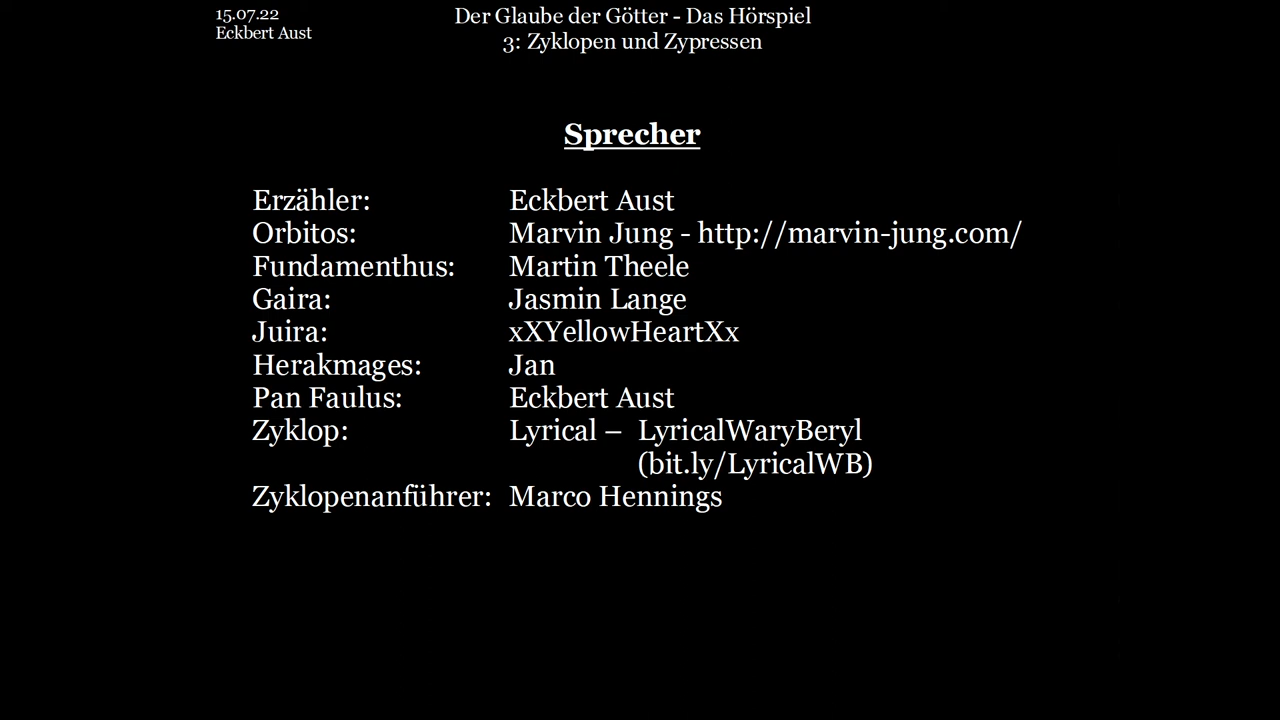 15.07.22
Eckbert Aust
Der Glaube der Götter - Das Hörspiel
3: Zyklopen und Zypressen
Sprecher
Erzähler: Eckbert Aust
Orbitos: Marvin Jung - http://marvin-jung.com/
Fundamenthus: Martin Theele
Gaira: Jasmin Lange
Juira: xXYellowHeartXx
Herakmages: Jan
Pan Faulus: Eckbert Aust
Zyklop: Lyrical – LyricalWaryBeryl
(bit.ly/LyricalWB)
Zyklopenanführer: Marco Hennings